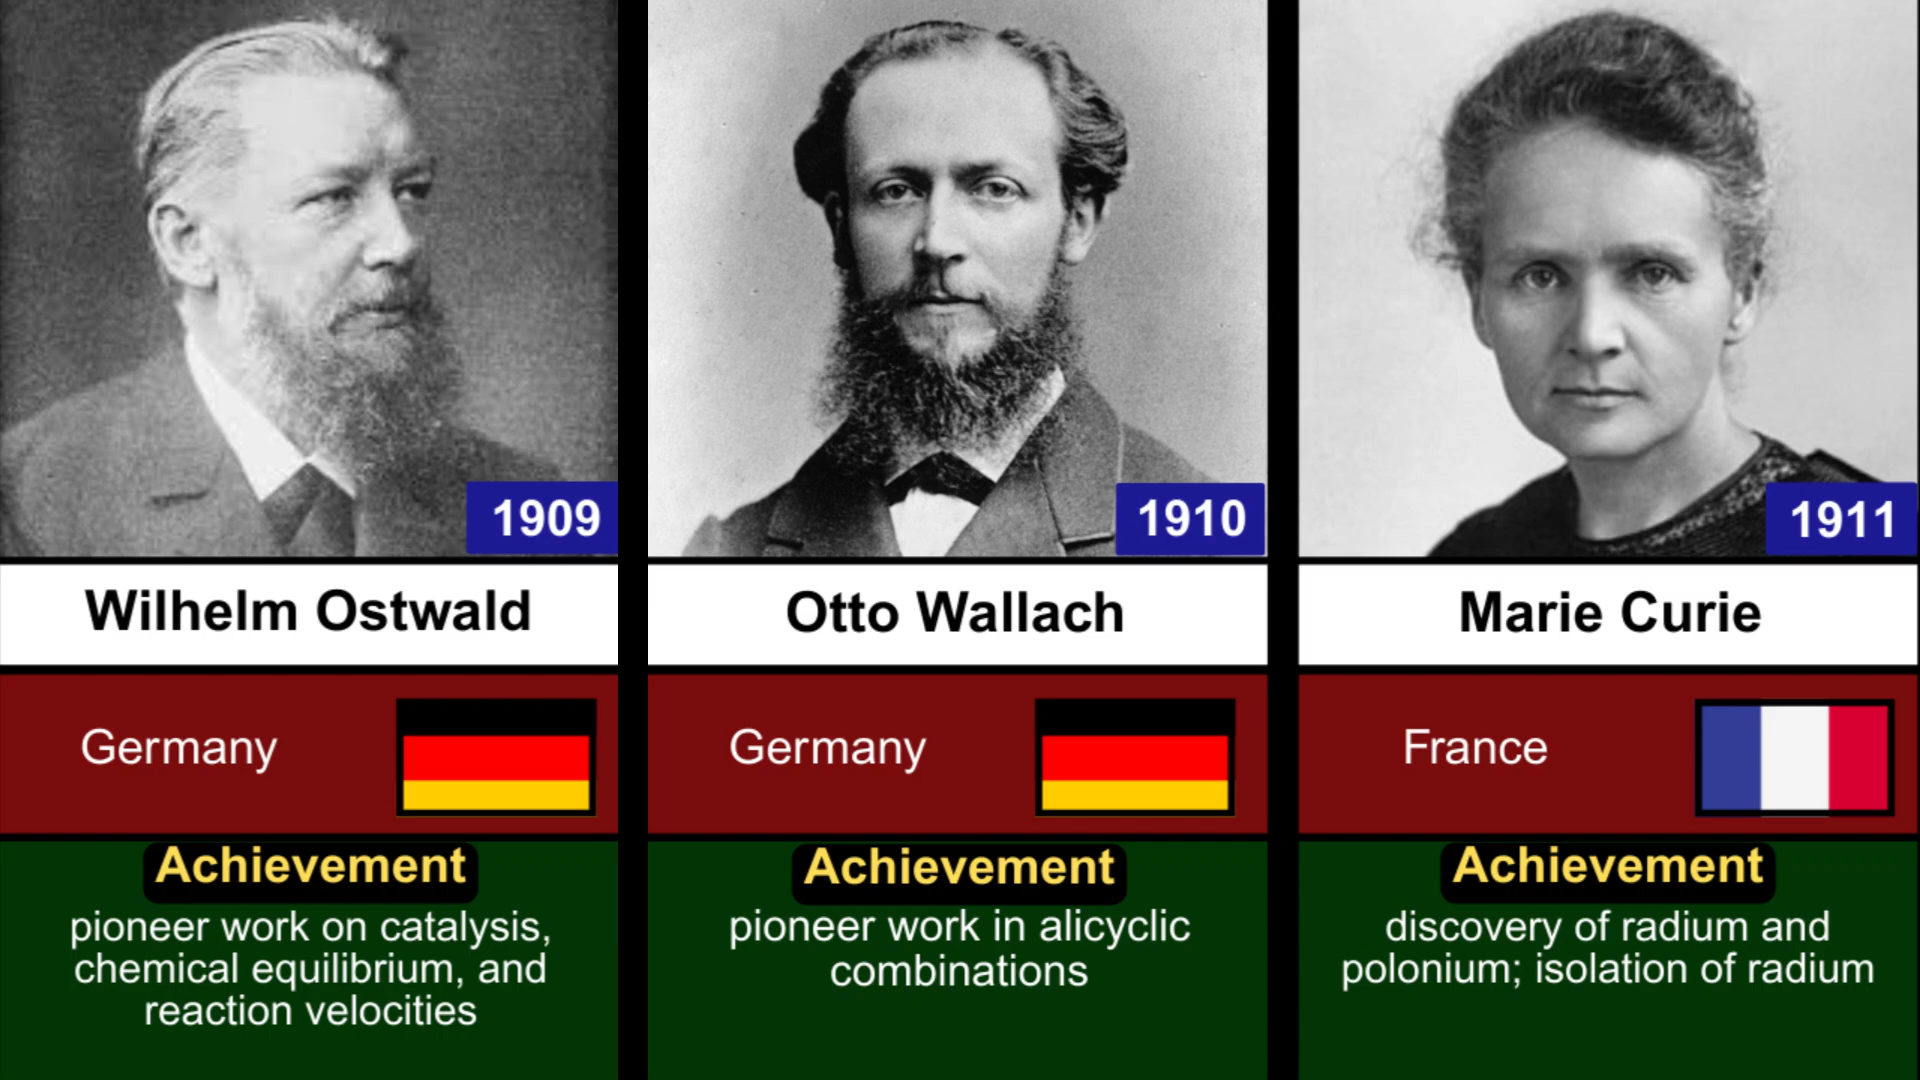 1909
Wilhelm Ostwald
Germany
Achievement
pioneer work on catalysis,
chemical equilibrium, and
reaction velocities
1910
Otto Wallach
Germany
Achievement
pioneer work in alicyclic
combinations
1911
Marie Curie
France
Achievement
discovery of radium and
polonium; isolation of radium